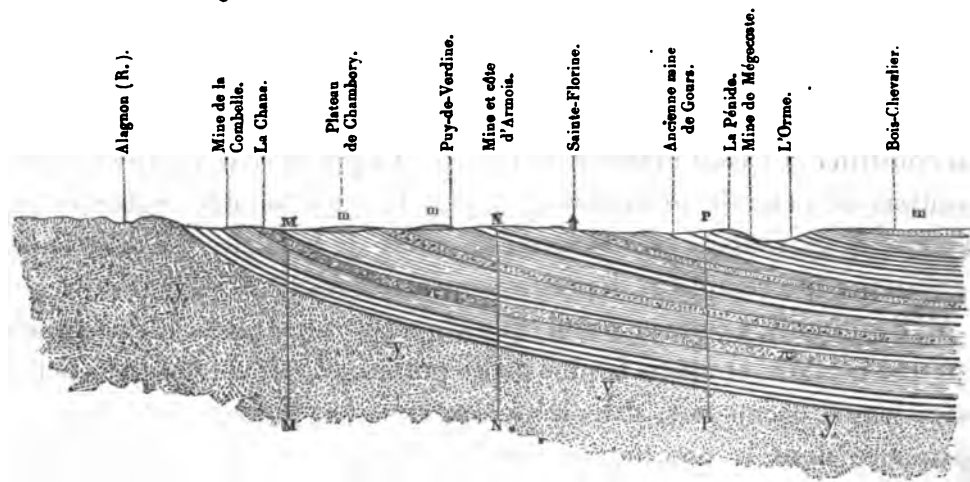 Alagnon (R.).
Mine de la
Combelle.
La Chana.
Plateau
de Chambory.
Puy-de-Verdine.
Mine et côte
d'Armois.
Sainte-Florine.
Ancienne mine
de Gours.
La Pénide.
Mine de Mégecoste.
L'Orme.
Bois-Chevalier.
M
m
m
N
P
m
y
y
y
y
M
N
P